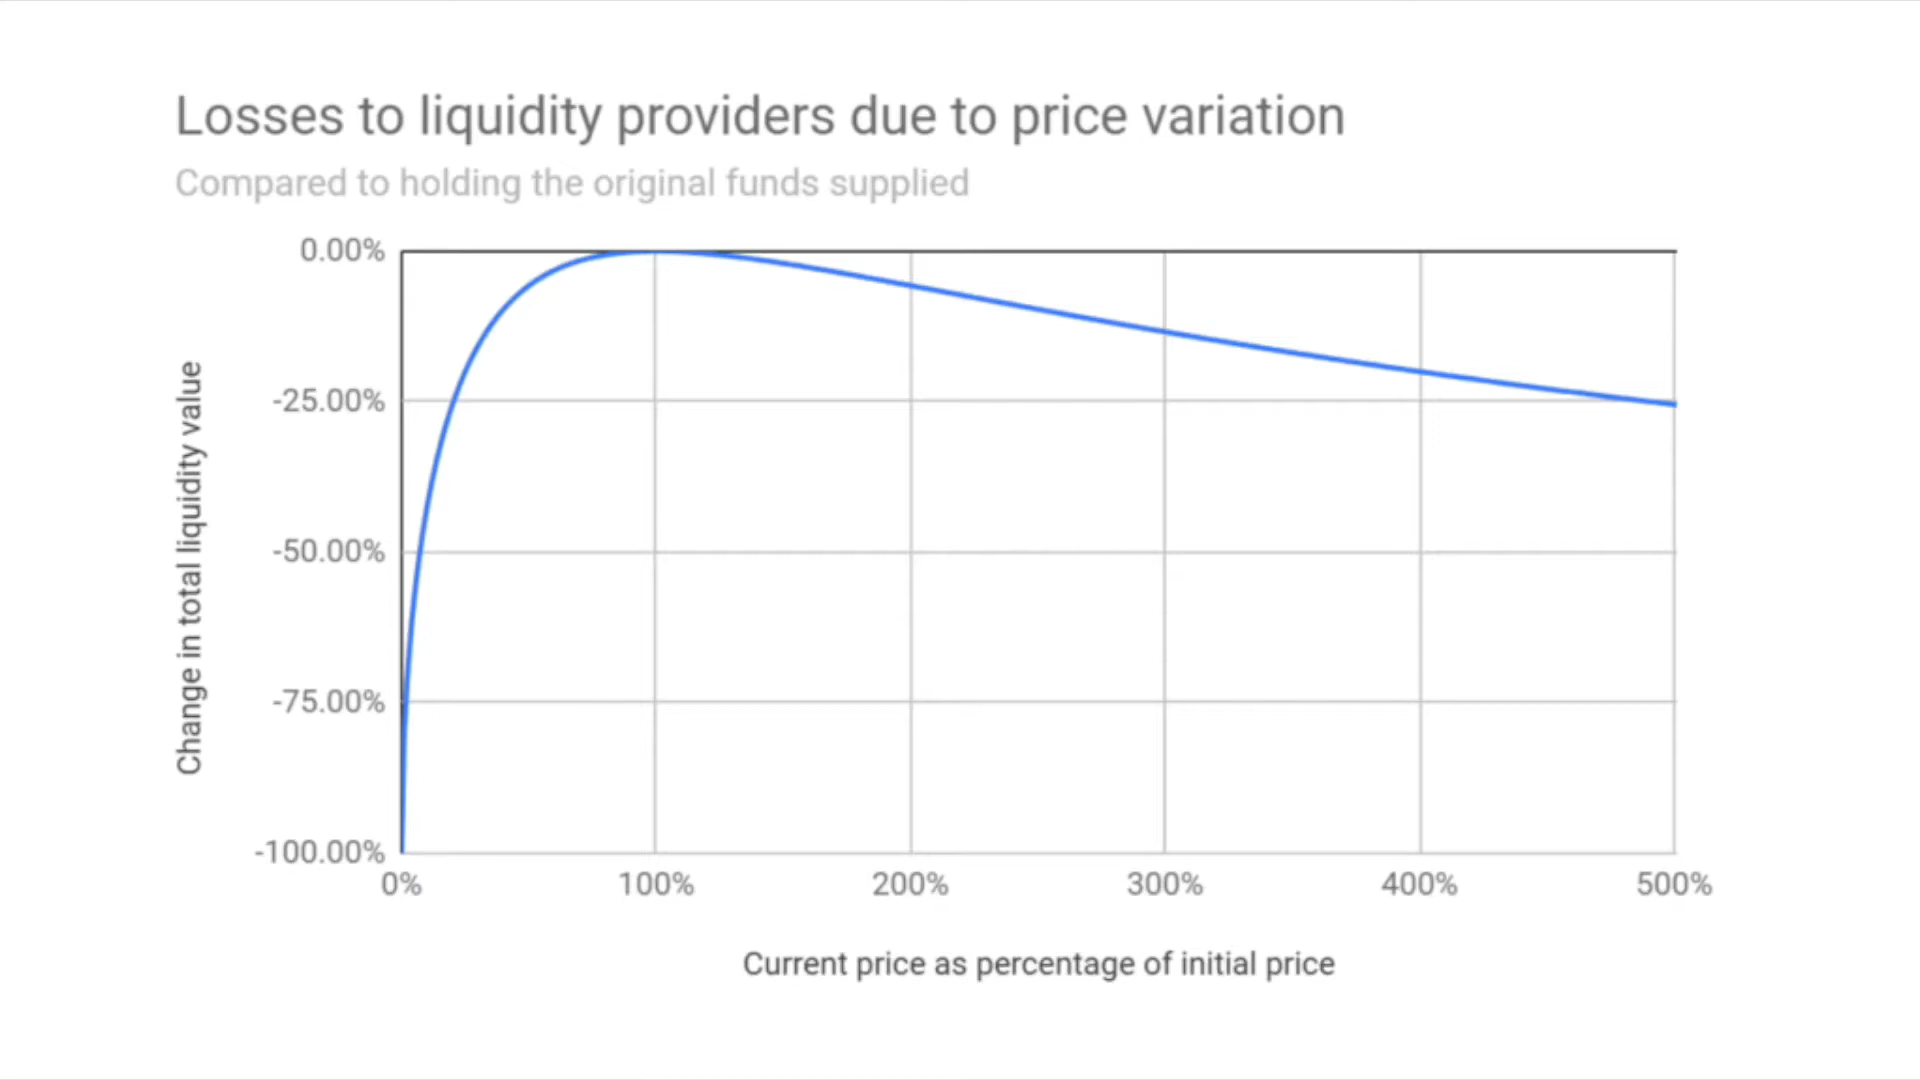 Losses to liquidity providers due to price variation
Compared to holding the original funds supplied
Change in total liquidity value
0.00%
-25.00%
-50.00%
-75.00%
-100.00%
0%
100%
200%
300%
400%
500%
Current price as percentage of initial price